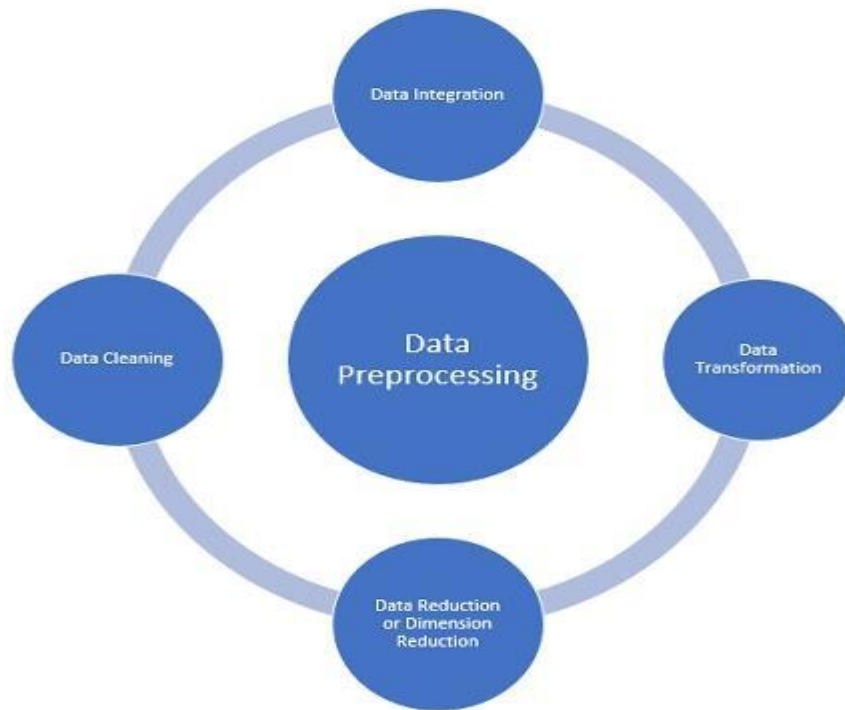 Data Integration
Data Cleaning
Data
Preprocessing
Data
Transformation
Data Reduction
or Dimension
Reduction